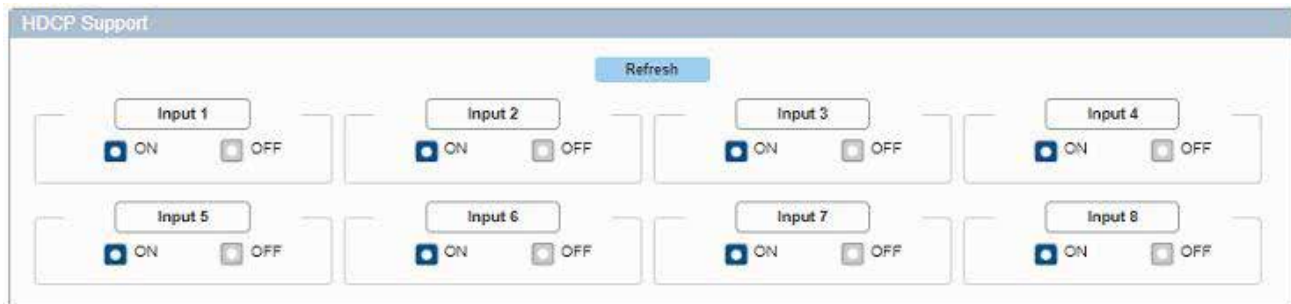 HDCP Support
Refresh
Input 1 Input 2 Input 3 Input 4
ON OFF ON OFF ON OFF ON OFF
Input 5 Input 6 Input 7 Input 8
ON OFF ON OFF ON OFF ON OFF